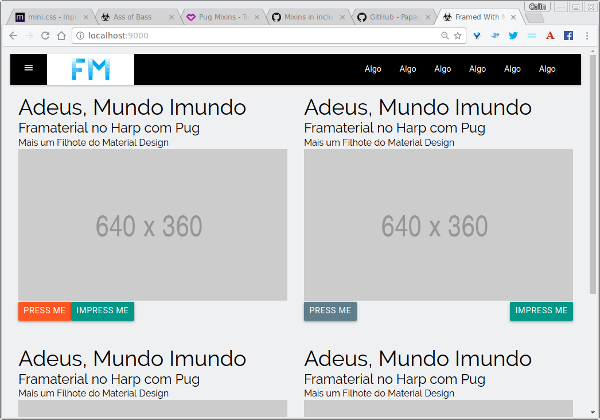 mini.css - Inpu
Ass of Bass
Pug Mixins - Tu
Mixins in inclu
GitHub - Papa
Framed With M
Celin
localhost:9000
FM
Algo Algo Algo Algo Algo
Adeus, Mundo Imundo
Framaterial no Harp com Pug
Mais um Filhote do Material Design
640 x 360
PRESS ME IMPRESS ME
Adeus, Mundo Imundo
Framaterial no Harp com Pug
Mais um Filhote do Material Design
640 x 360
PRESS ME IMPRESS ME
Adeus, Mundo Imundo
Framaterial no Harp com Pug
Mais um Filhote do Material Design
Adeus, Mundo Imundo
Framaterial no Harp com Pug
Mais um Filhote do Material Design